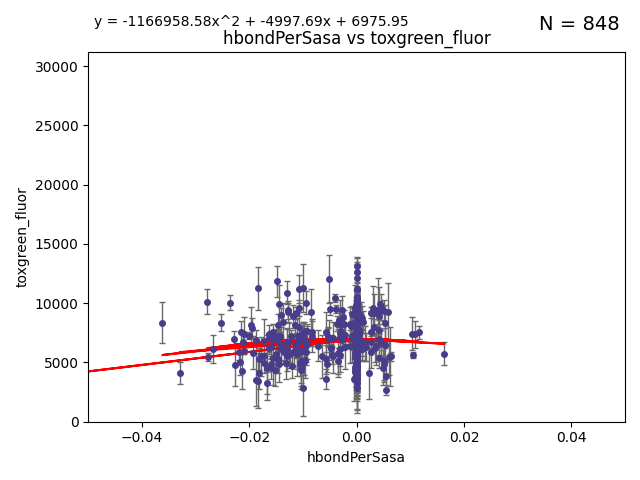 y = -1166958.58x^2 + -4997.69x + 6975.95
N = 848
hbondPerSasa vs toxgreen_fluor
30000
25000
20000
15000
10000
5000
0
toxgreen_fluor
−0.04
−0.02
0.00
0.02
0.04
hbondPerSasa